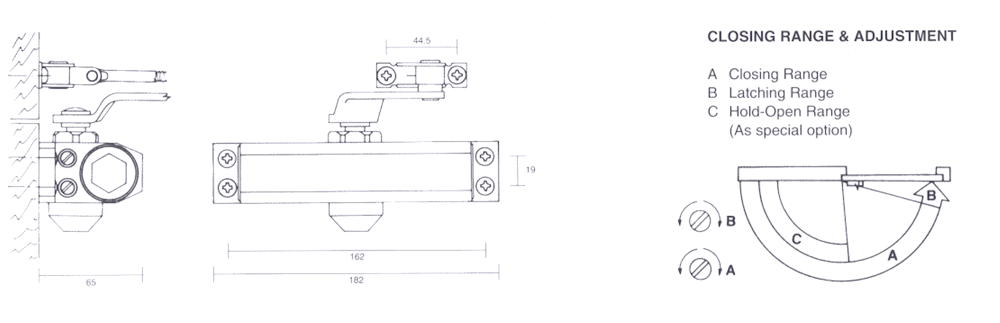 44.5
19
162
182
65
CLOSING RANGE & ADJUSTMENT
A Closing Range
B Latching Range
C Hold-Open Range
(As special option)
B
B
C
A
A